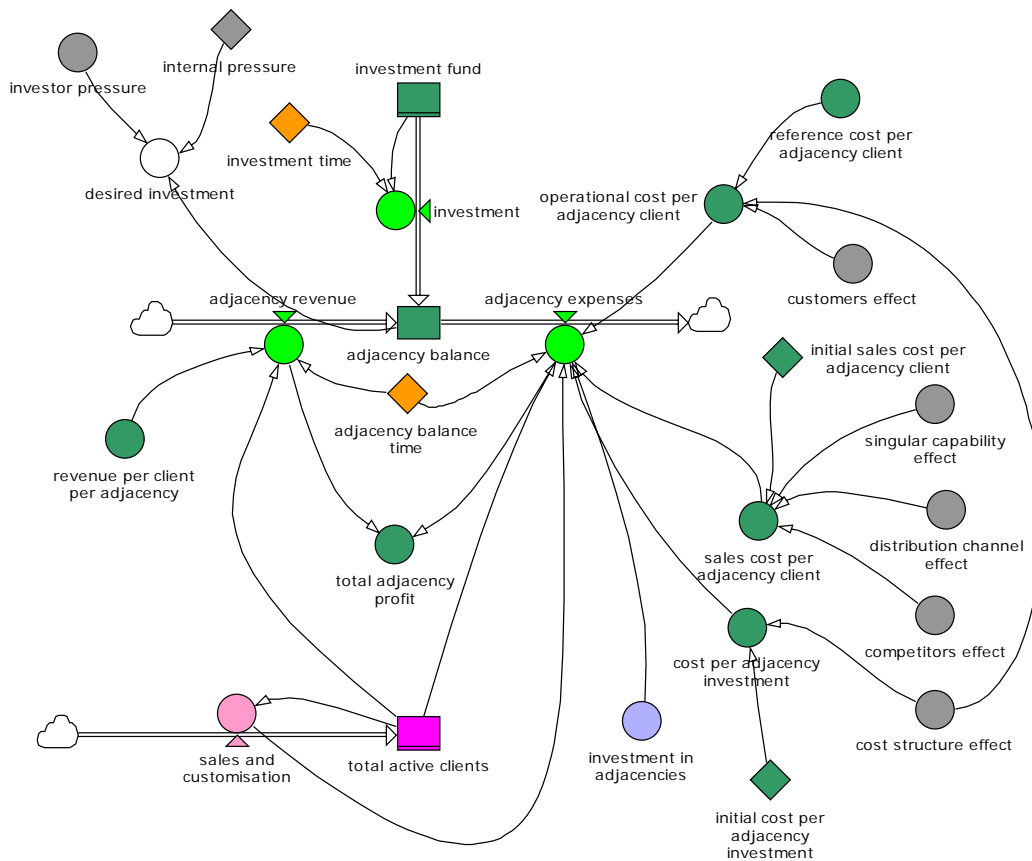 investment fund
internal pressure
investor pressure
reference cost per
adjacency client
investment time
desired investment
operational cost per
adjacency client
investment
customers effect
adjacency revenue
adjacency expenses
adjacency balance
initial sales cost per
adjacency client
adjacency balance
time
singular capability
effect
revenue per client
per adjacency
distribution channel
effect
sales cost per
adjacency client
total adjacency
profit
competitors effect
cost per adjacency
investment
cost structure effect
sales and
customisation
total active clients
investment in
adjacencies
initial cost per
adjacency
investment